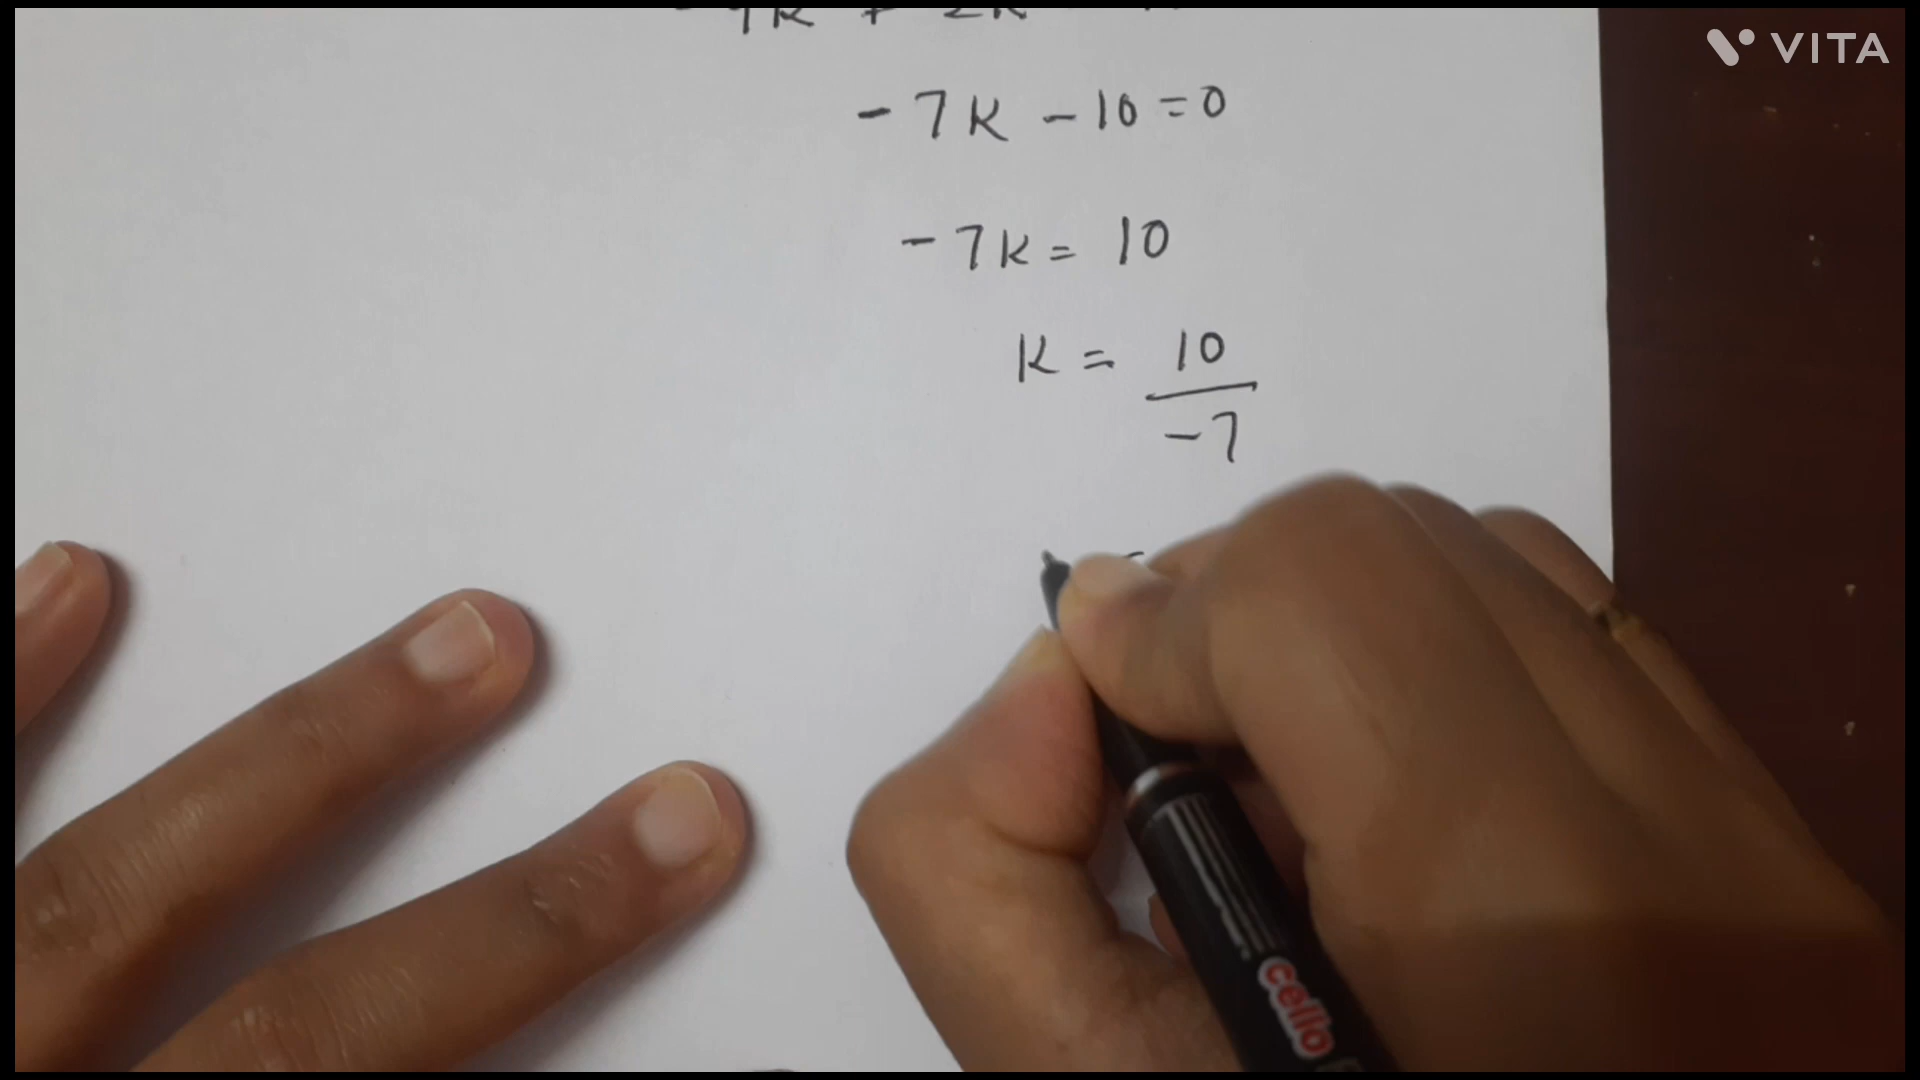 VITA
- 7K - 10 = 0
- 7K = 10
K = 10
-7
cello